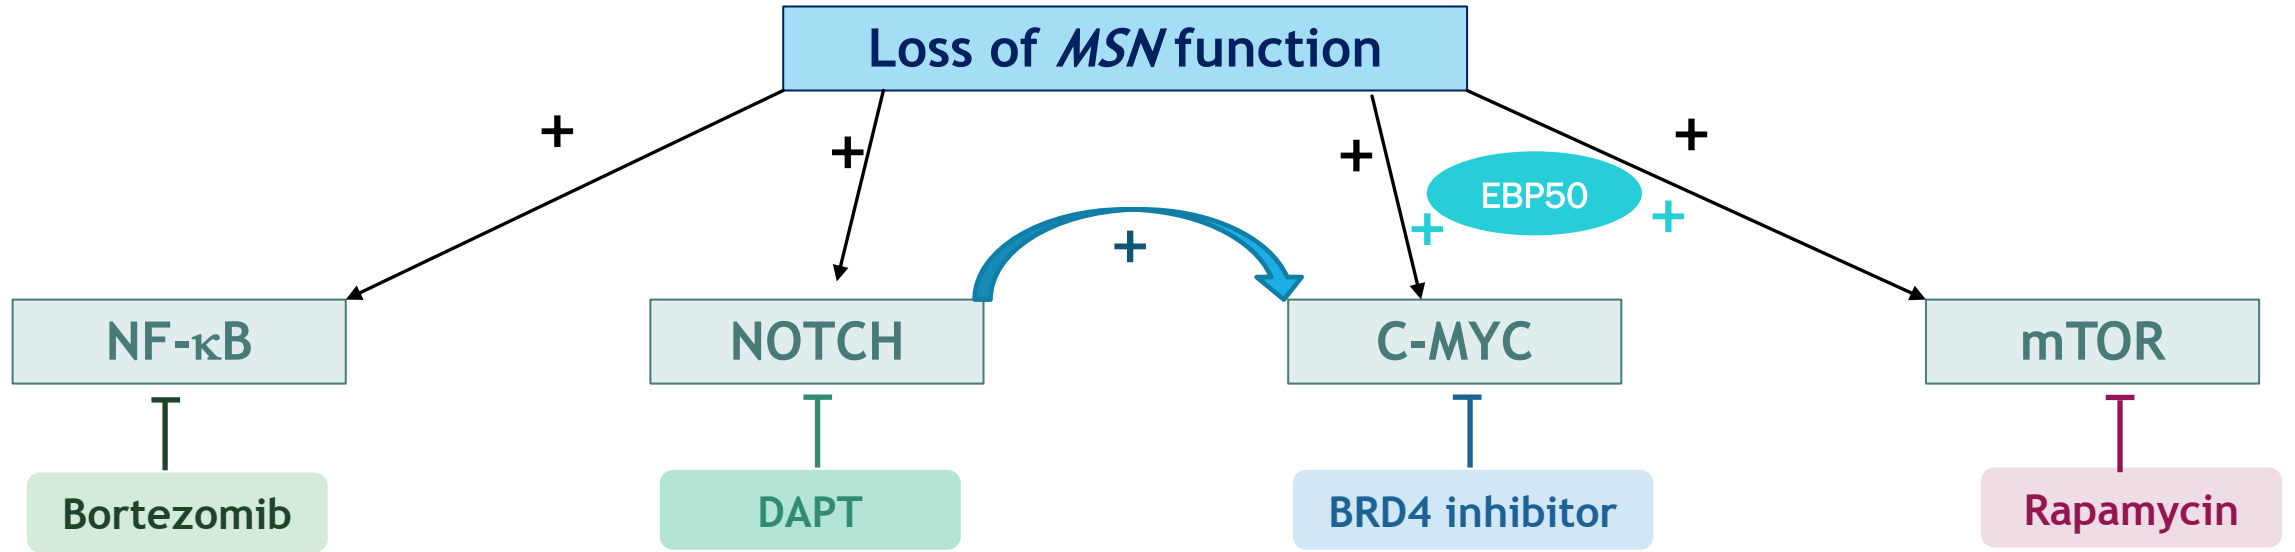 Loss of MSN function
+
+
+
+
EBP50
+
+
+
NF-κB
NOTCH
C-MYC
mTOR
Bortezomib
DAPT
BRD4 inhibitor
Rapamycin